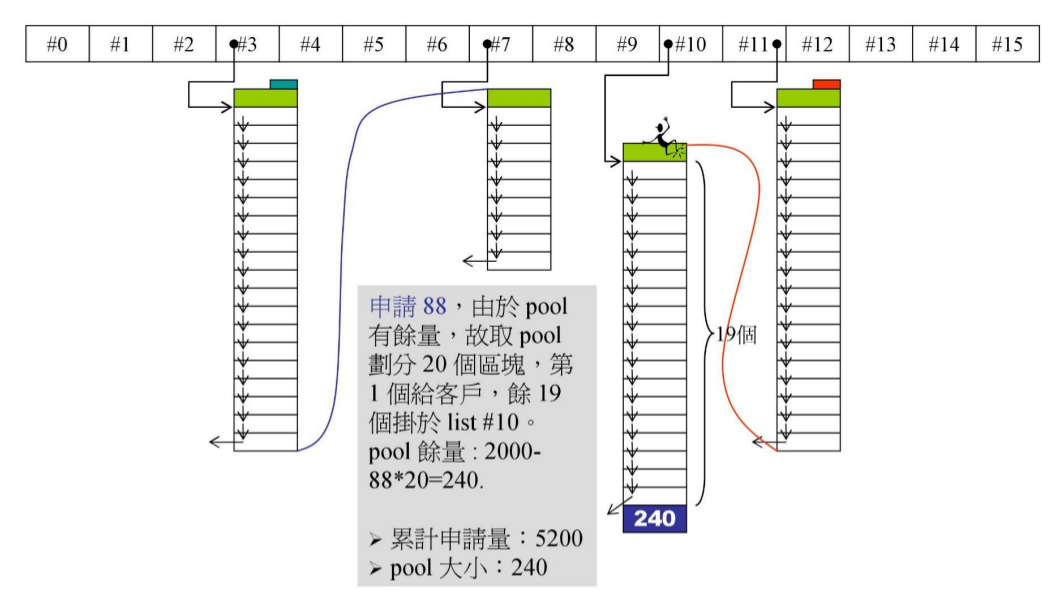 #0 #1 #2 #3 #4 #5 #6 #7 #8 #9 #10 #11 #12 #13 #14 #15
19個
申請 88,由於 pool
有餘量,故取 pool
劃分 20 個區塊,第
1 個給客戶,餘 19
個掛於 list #10。
pool 餘量 : 2000-
88*20=240.
➢ 累計申請量:5200
➢ pool 大小:240
240